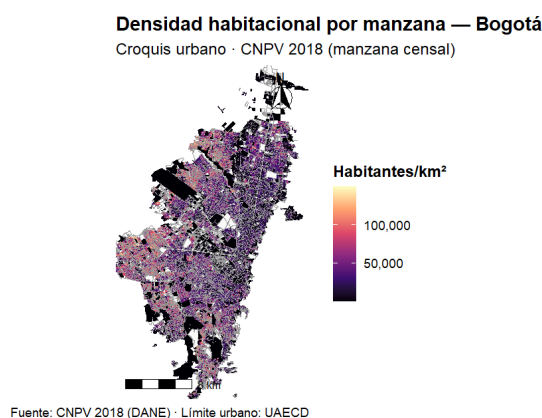 Densidad habitacional por manzana — Bogotá
Croquis urbano · CNPV 2018 (manzana censal)
Habitantes/km²
100,000
50,000
km
Fuente: CNPV 2018 (DANE) · Límite urbano: UAECD